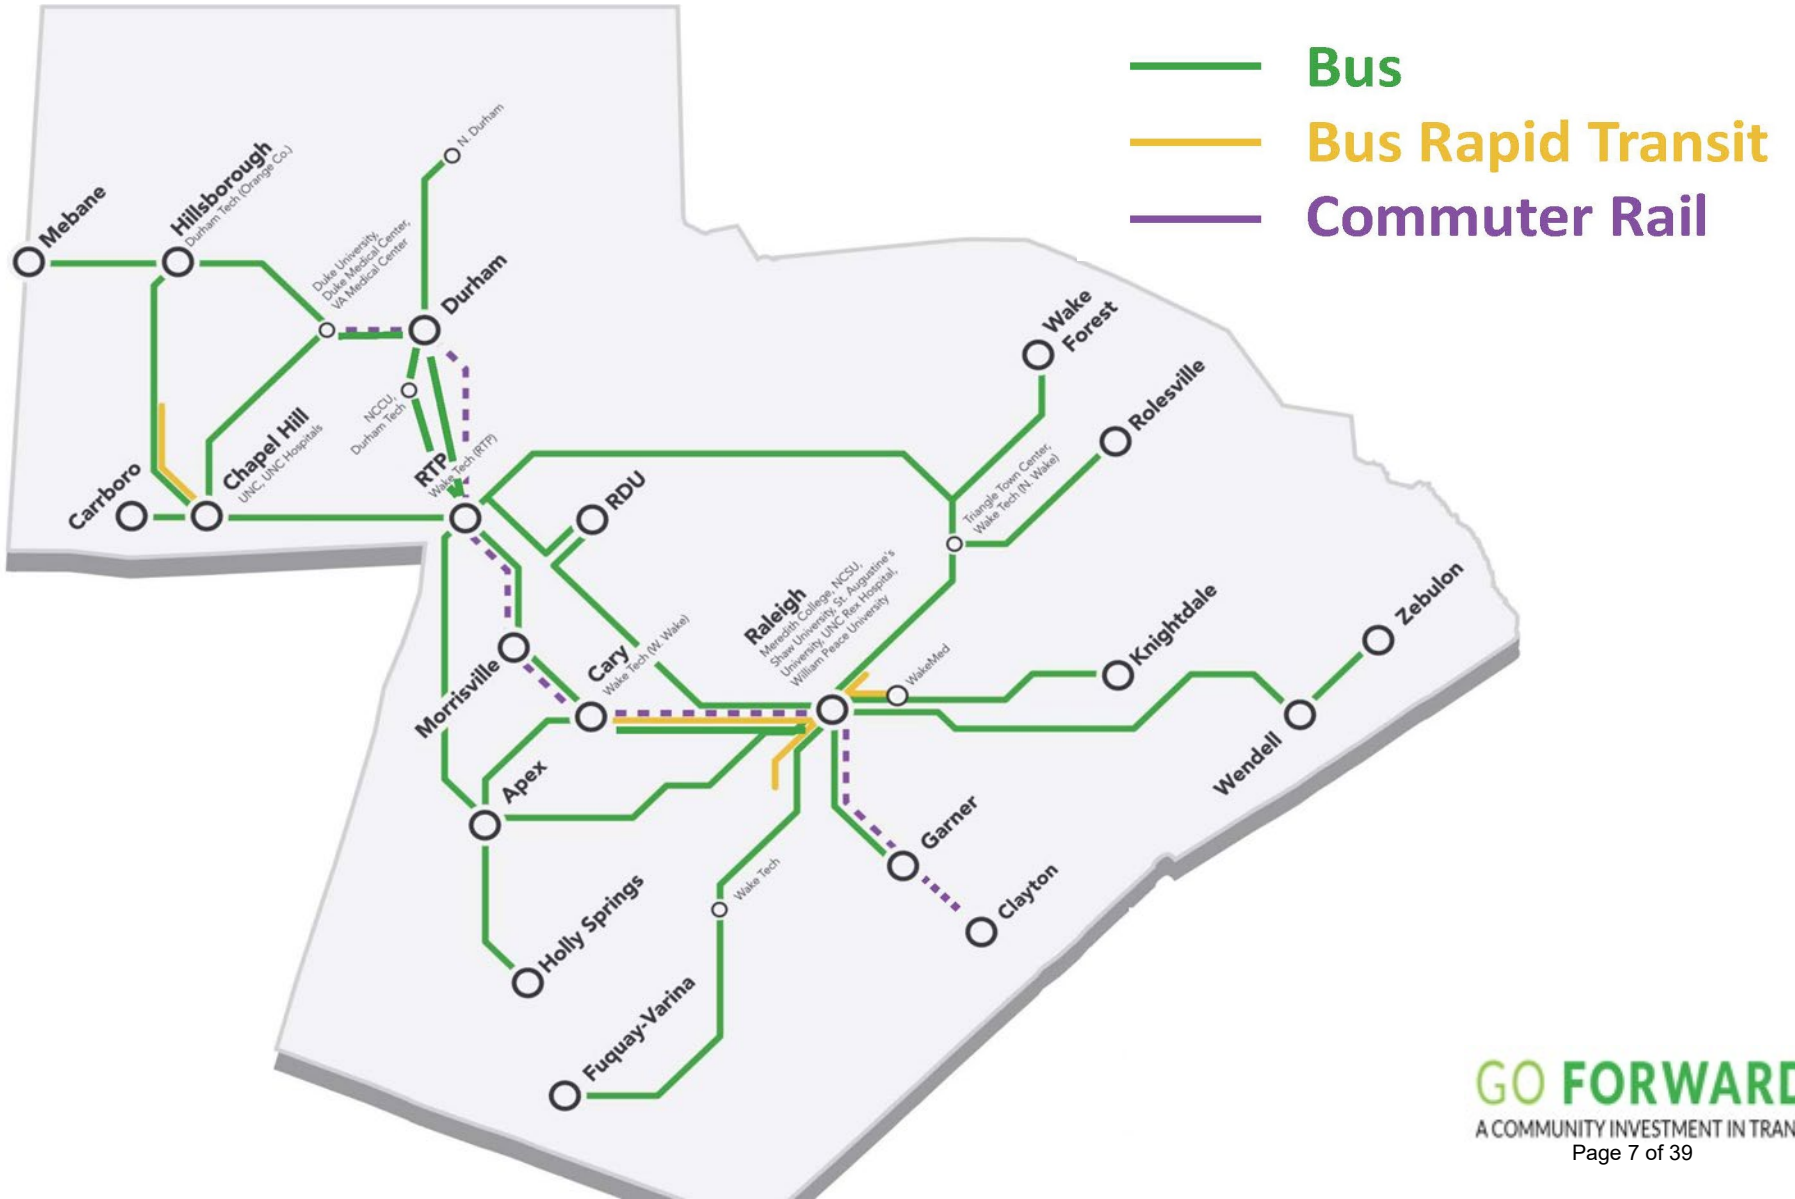 Bus
Bus Rapid Transit
Commuter Rail
N. Durham
Mebane
Hillsborough
Durham Tech (Orange Co.)
Duke University,
Duke Medical Center,
VA Medical Center
Durham
NCCU,
Durham Tech
Wake
Forest
Rolesville
Carrboro
Chapel Hill
UNC, UNC Hospitals
RTP
Wake Tech (RTP)
RDU
Triangle Town Center,
Wake Tech (N. Wake)
Raleigh
Meredith College, NCSU,
Shaw University, St. Augustine's
University, UNC Rex Hospital,
William Peace University
WakeMed
Knightdale
Zebulon
Wendell
Morrisville
Cary
Wake Tech (W. Wake)
Apex
Garner
Clayton
Wake Tech
Holly Springs
Fuquay-Varina
GO FORWARD
A COMMUNITY INVESTMENT IN TRAN
Page 7 of 39